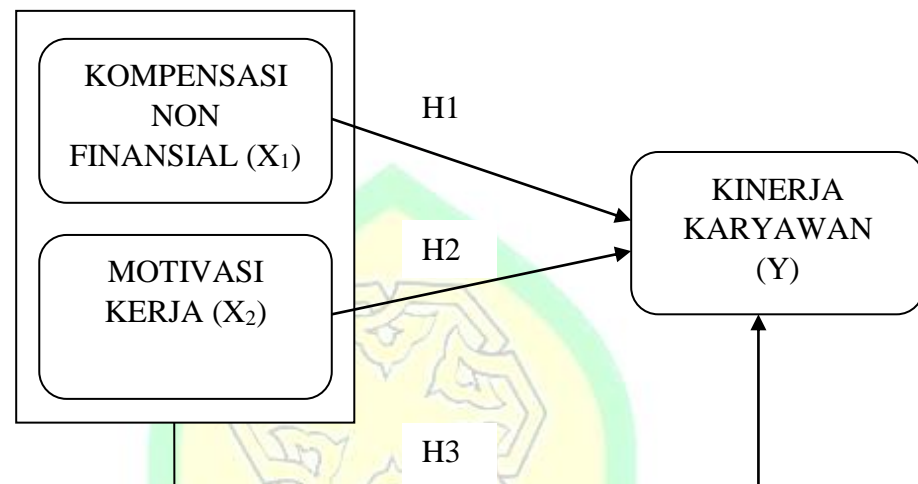 KOMPENSASI
NON
FINANSIAL (X₁)
H1
KINERJA
KARYAWAN
(Y)
H2
MOTIVASI
KERJA (X₂)
H3